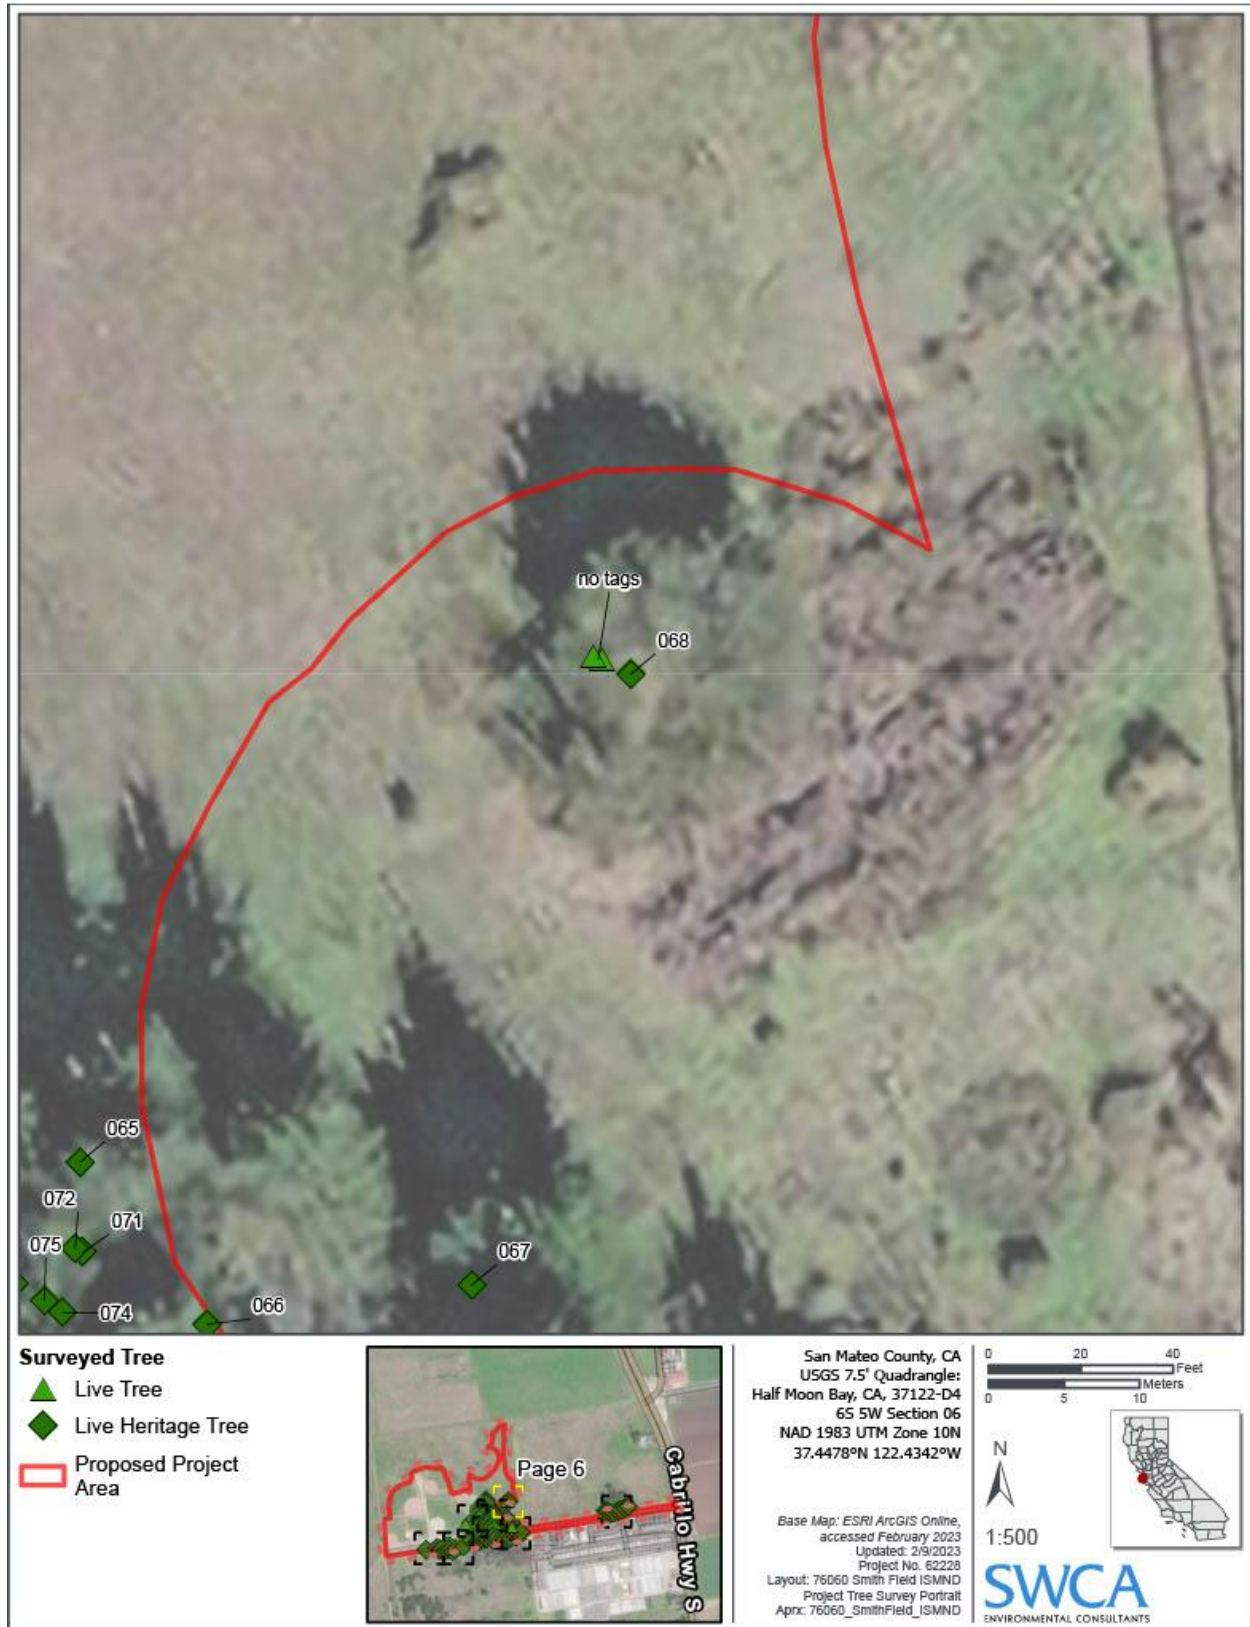 no tags
068
065
072
071
075
074
066
067
Surveyed Tree
Live Tree
Live Heritage Tree
Proposed Project
Area
Page 6
Cabrillo Hwy S
San Mateo County, CA
USGS 7.5' Quadrangle:
Half Moon Bay, CA, 37122-D4
6S 5W Section 06
NAD 1983 UTM Zone 10N
37.4478°N 122.4342°W
Base Map: ESRI ArcGIS Online,
accessed February 2023
Updated: 2/9/2023
Project No. 62228
Layout: 76060 Smith Field ISMND
Project Tree Survey Portrait
Aprx: 76060_SmithField_ISMND
0 20 40
Feet
Meters
0 5 10
N
1:500
SWCA
ENVIRONMENTAL CONSULTANTS